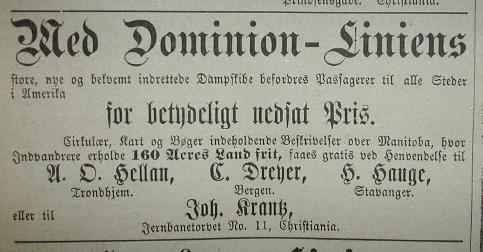 Prindsensgade. Christiania.
Med Dominion-Liniens
store, nye og bekvemt indrettede Dampskibe befordres Passagerer til alle Steder
i Amerika
for betydeligt nedsat Pris.
Cirkulær, Kart og Bøger indeholdende Beskrivelser over Manitoba, hvor
Indvandrere erholde 160 Acres Land frit, faaes gratis ved Henvendelse til
A. O. Hellan, C. Dreyer, H. Hauge,
Trondhjem. Bergen. Stavanger.
eller til Joh. Krantz,
Jernbanetorvet No. 11, Christiania.